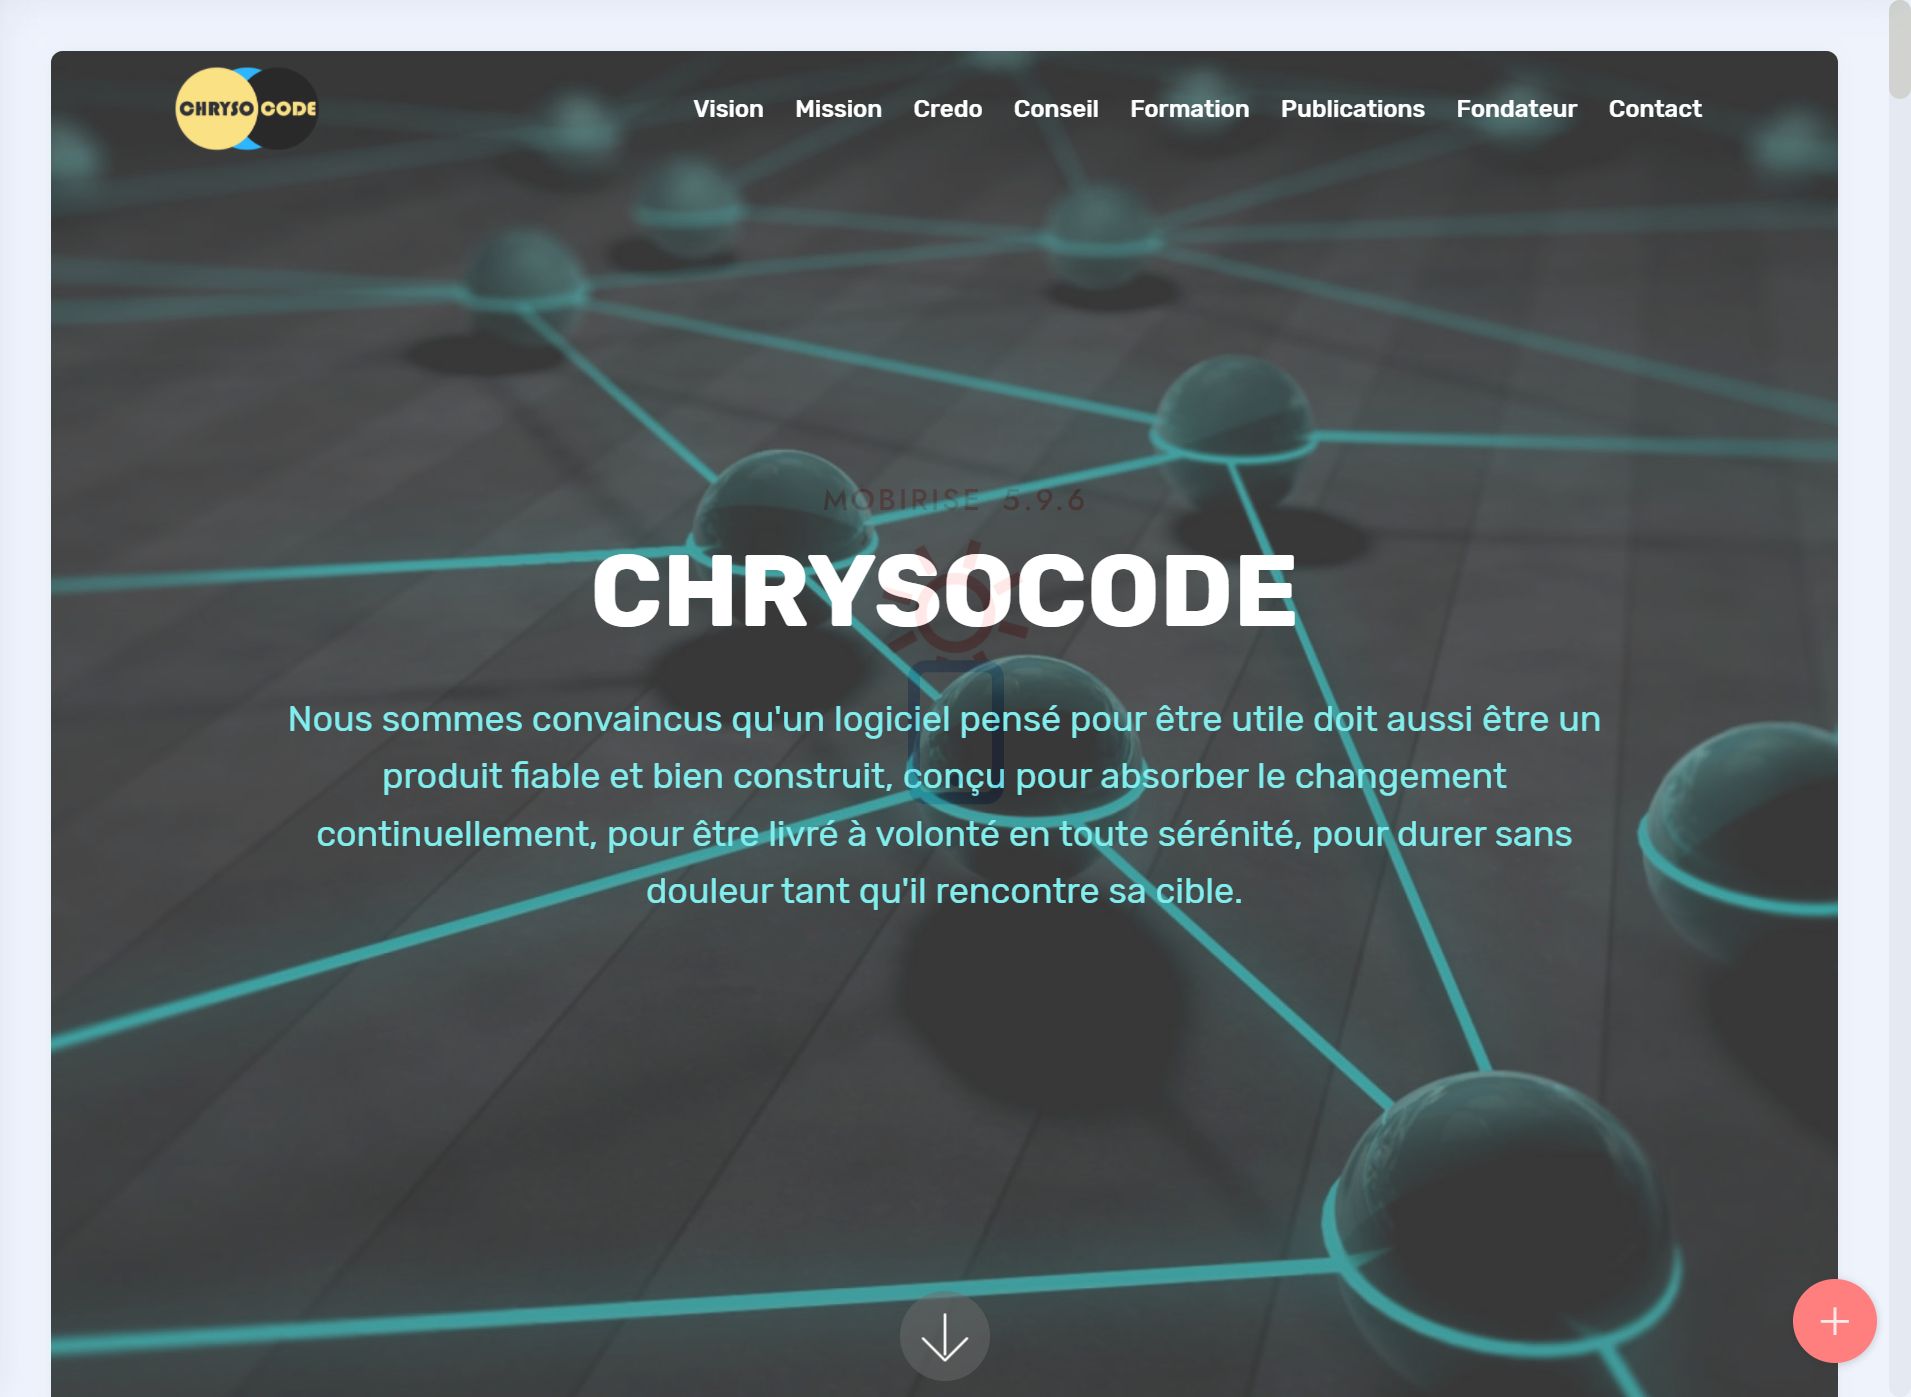 CHRYSO CODE
Vision Mission Credo Conseil Formation Publications Fondateur Contact
MOBIRISE 5.9.6
CHRYSOCODE
Nous sommes convaincus qu'un logiciel pensé pour être utile doit aussi être un
produit fiable et bien construit, conçu pour absorber le changement
continuellement, pour être livré à volonté en toute sérénité, pour durer sans
douleur tant qu'il rencontre sa cible.